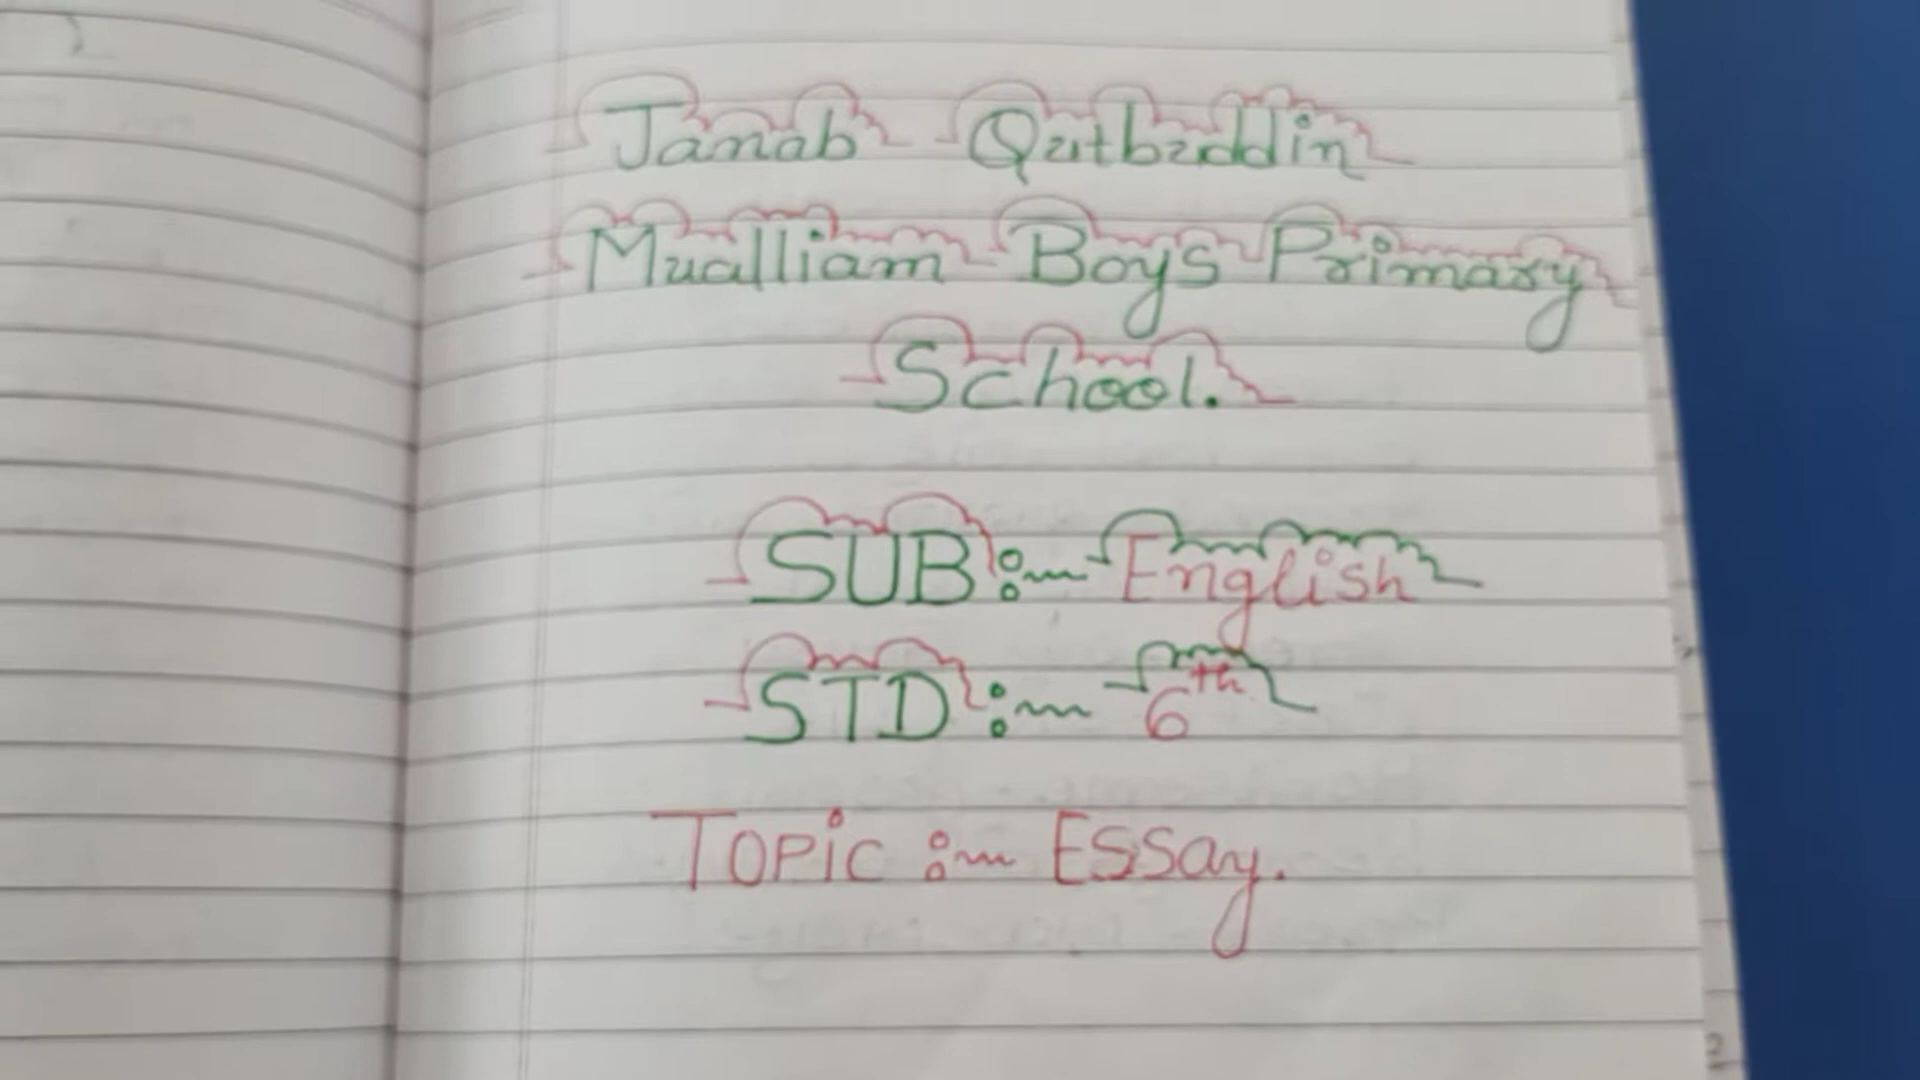 Janab Qutbuddin
Mualliam Boys Primary
School.
SUB :~ English
STD :~ 6th
Topic :~ Essay.